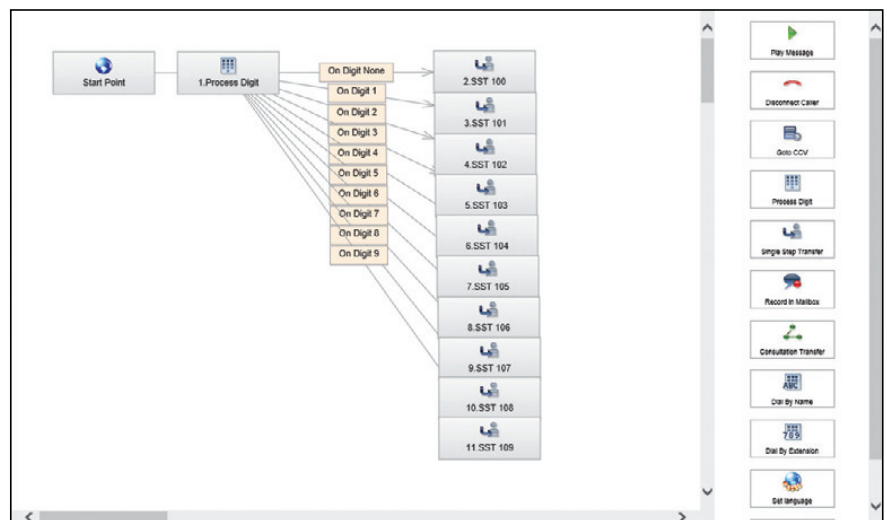 Start Point
1.Process Digit
On Digit None
On Digit 1
On Digit 2
On Digit 3
On Digit 4
On Digit 5
On Digit 6
On Digit 7
On Digit 8
On Digit 9
2.SST 100
3.SST 101
4.SST 102
5.SST 103
6.SST 104
7.SST 105
8.SST 106
9.SST 107
10.SST 108
11.SST 109
Play Message
Disconnect Caller
Goto CCV
Process Digit
Single Step Transfer
Record In Mailbox
Consultation Transfer
ABC
Dial By Name
789
Dial By Extension
Set language